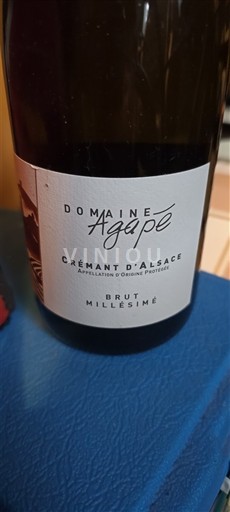 DOMAINE
Agapé
VINIOU
CRÉMANT D'ALSACE
APPELLATION D'ORIGINE PROTÉGÉE
BRUT
MILLÉSIMÉ